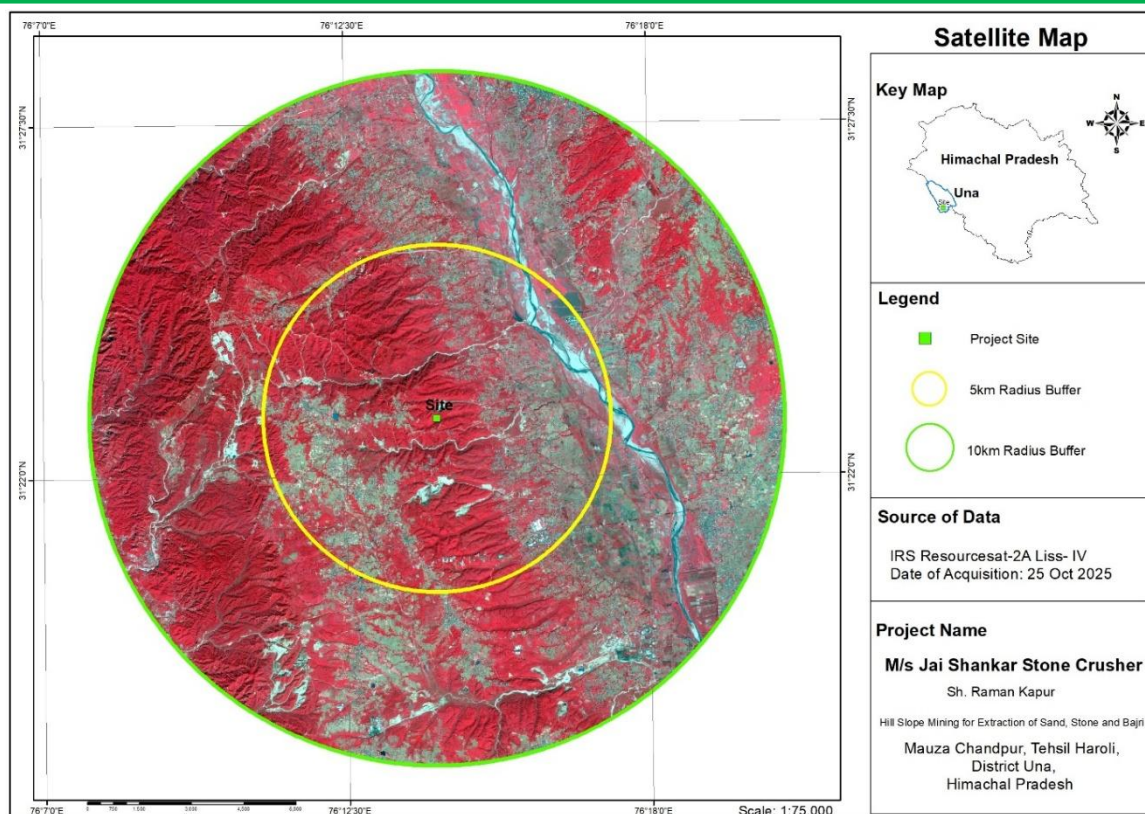 76°7'0"E
76°12'30"E
76°18'0"E
31°27'30"N
31°27'30"N
Site
31°22'0"N
31°22'0"N
76°7'0"E
76°12'30"E
76°18'0"E
Scale: 1:75,000
Satellite Map
Key Map
N
W E
S
Himachal Pradesh
Una
Site
Legend
Project Site
5km Radius Buffer
10km Radius Buffer
Source of Data
IRS Resourcesat-2A Liss- IV
Date of Acquisition: 25 Oct 2025
Project Name
M/s Jai Shankar Stone Crusher
Sh. Raman Kapur
Hill Slope Mining for Extraction of Sand, Stone and Bajri
Mauza Chandpur, Tehsil Haroli,
District Una,
Himachal Pradesh